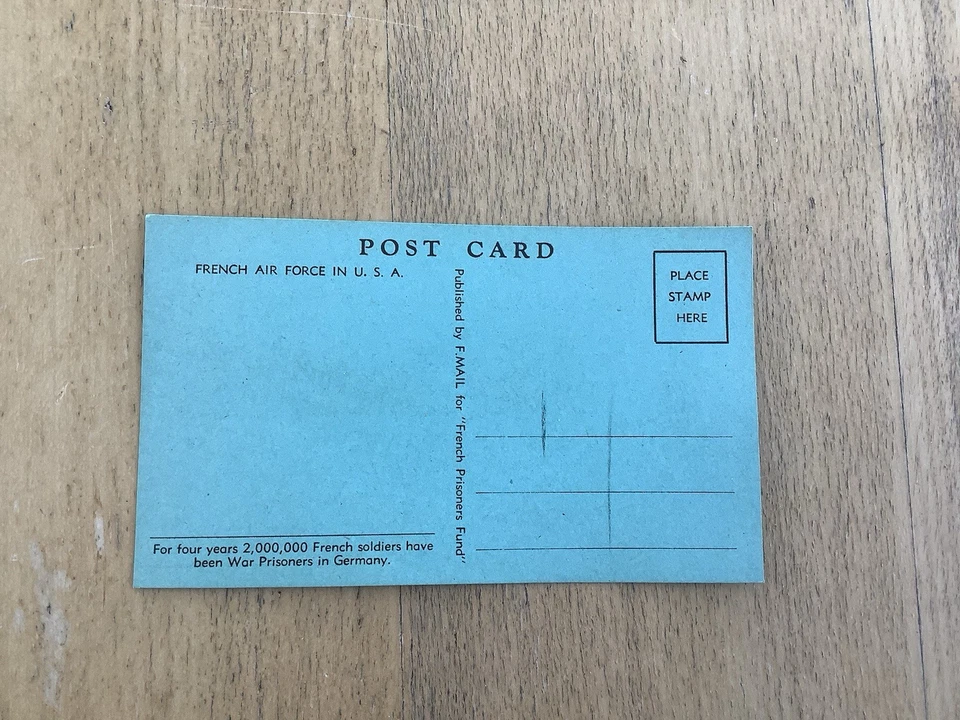 POST CARD
FRENCH AIR FORCE IN U. S. A.
Published by F.MAIL for "French Prisoners Fund"
PLACE
STAMP
HERE
For four years 2,000,000 French soldiers have
been War Prisoners in Germany.